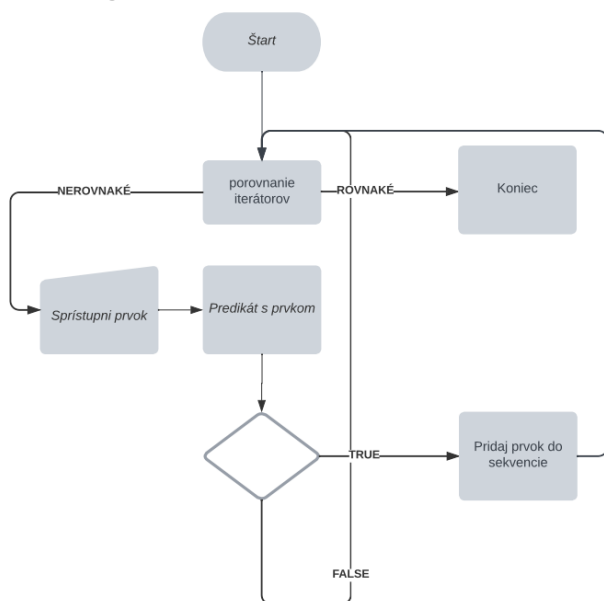 Štart
porovnanie
iterátorov
NEROVNAKÉ
ROVNAKÉ
Koniec
Sprístupni prvok
Predikát s prvkom
TRUE
Pridaj prvok do
sekvencie
FALSE